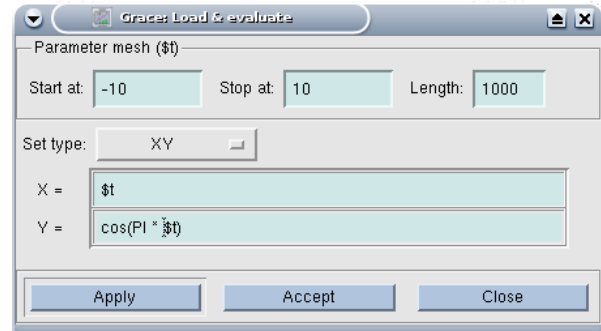 Grace: Load & evaluate
Parameter mesh ($t)
Start at: -10 Stop at: 10 Length: 1000
Set type: XY
X = $t
Y = cos(PI * $t)
Apply Accept Close